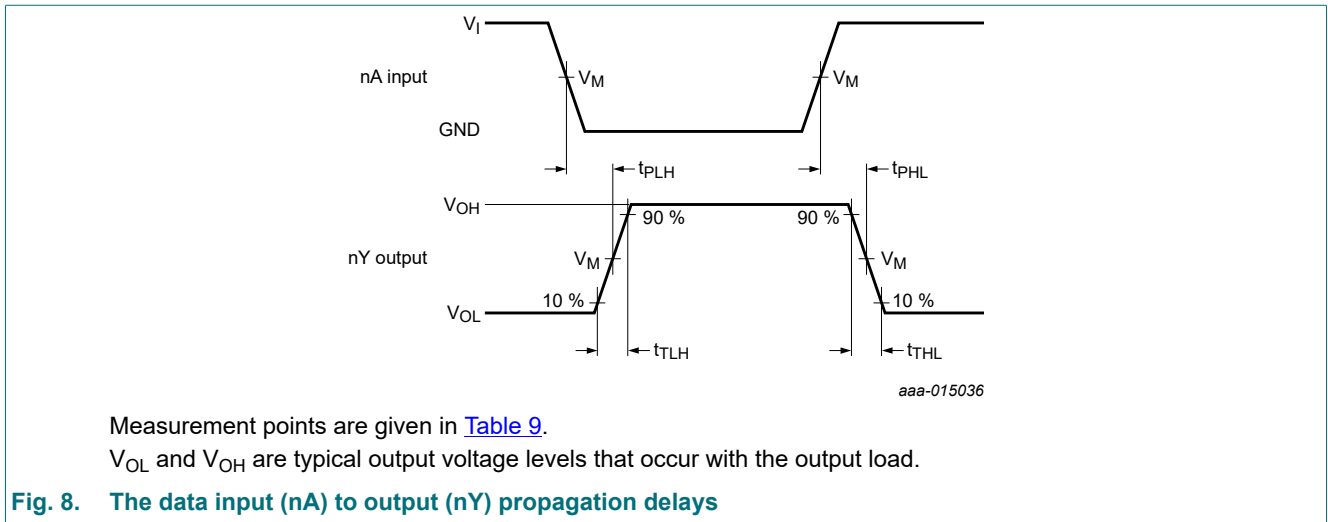 V_I
nA input
V_M
V_M
GND
t_PLH
t_PHL
V_OH
90 %
90 %
nY output
V_M
V_M
10 %
10 %
V_OL
t_TLH
t_THL
aaa-015036
Measurement points are given in Table 9.
V_OL and V_OH are typical output voltage levels that occur with the output load.
Fig. 8. The data input (nA) to output (nY) propagation delays